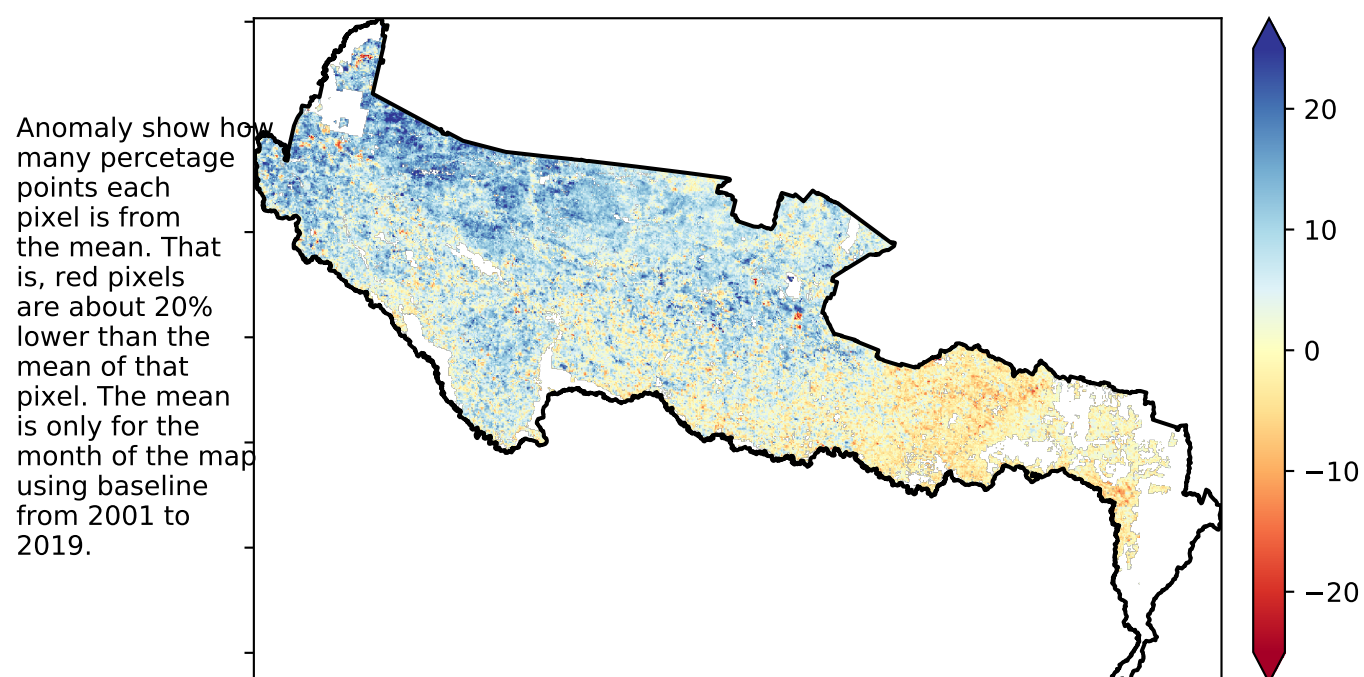 Anomaly show how
many percetage
points each
pixel is from
the mean. That
is, red pixels
are about 20%
lower than the
mean of that
pixel. The mean
is only for the
month of the map
using baseline
from 2001 to
2019.
20
10
0
−10
−20